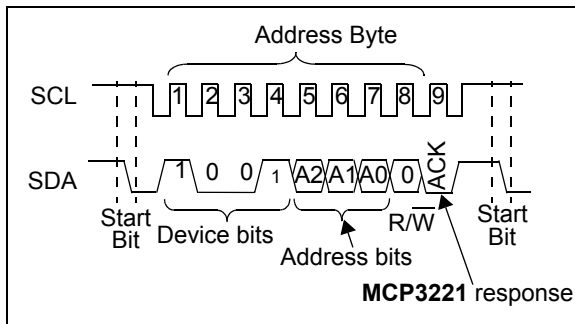 Address Byte
SCL 1 2 3 4 5 6 7 8 9
SDA 1 0 0 1 A2 A1 A0 0 ACK
Start Bit
Device bits
Address bits
R/W
Start Bit
MCP3221 response